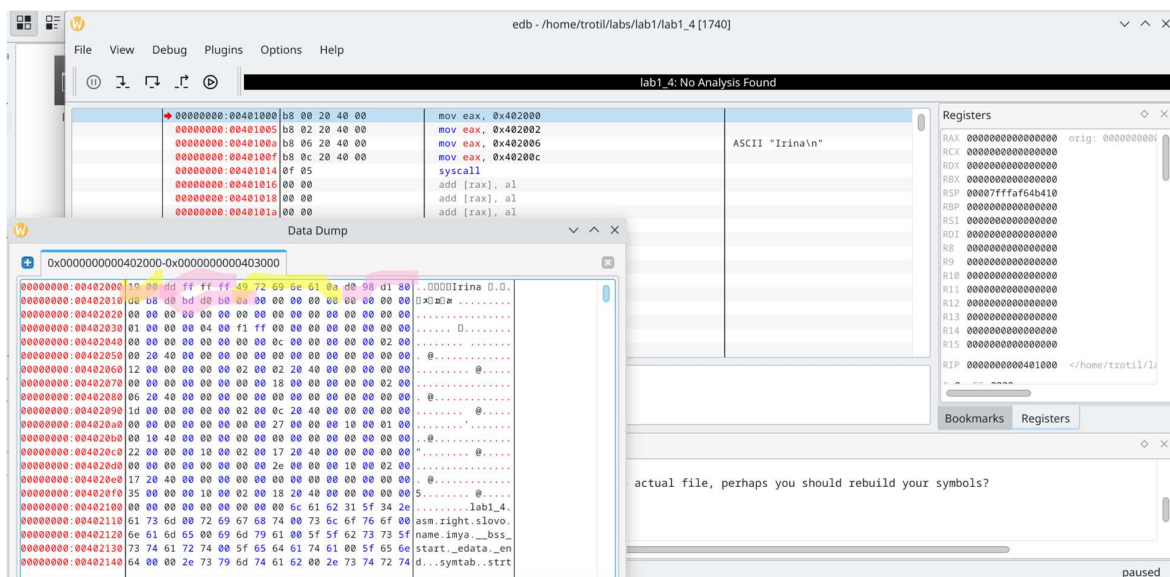 edb - /home/trotil/labs/lab1/lab1_4 [1740]
File View Debug Plugins Options Help
lab1_4: No Analysis Found
00000000:00401000 b8 00 20 40 00 mov eax, 0x402000
00000000:00401005 b8 02 20 40 00 mov eax, 0x402002
00000000:0040100a b8 06 20 40 00 mov eax, 0x402006 ASCII "Irina\n"
00000000:0040100f b8 0c 20 40 00 mov eax, 0x40200c
00000000:00401014 0f 05 syscall
00000000:00401016 00 00 add [rax], al
00000000:00401018 00 00 add [rax], al
00000000:0040101a 00 00 add [rax], al
Registers
RAX 0000000000000000 orig: 000000000
RCX 0000000000000000
RDX 0000000000000000
RBX 0000000000000000
RSP 00007fffaf64b410
RBP 0000000000000000
RSI 0000000000000000
RDI 0000000000000000
R8 0000000000000000
R9 0000000000000000
R10 0000000000000000
R11 0000000000000000
R12 0000000000000000
R13 0000000000000000
R14 0000000000000000
R15 0000000000000000
RIP 0000000000401000 </home/trotil/la
Bookmarks Registers
Data Dump
0x0000000000402000-0x0000000000403000
00000000:00402000 19 00 dd ff ff ff 49 72 69 6e 61 0a d0 98 d1 80 ..Irina
00000000:00402010 d0 b8 d0 bd d0 b0 0a 00 00 00 00 00 00 00 00 00
00000000:00402020 00 00 00 00 00 00 00 00 00 00 00 00 00 00 00 00 ................
00000000:00402030 01 00 00 00 04 00 f1 ff 00 00 00 00 00 00 00 00
00000000:00402040 00 00 00 00 00 00 00 00 0c 00 00 00 00 00 02 00
00000000:00402050 00 20 40 00 00 00 00 00 00 00 00 00 00 00 00 00 . @.............
00000000:00402060 12 00 00 00 00 00 02 00 02 20 40 00 00 00 00 00 ......... @.....
00000000:00402070 00 00 00 00 00 00 00 00 18 00 00 00 00 00 02 00 ................
00000000:00402080 06 20 40 00 00 00 00 00 00 00 00 00 00 00 00 00 . @.............
00000000:00402090 1d 00 00 00 00 00 02 00 0c 20 40 00 00 00 00 00 ......... @.....
00000000:004020a0 00 00 00 00 00 00 00 00 27 00 00 00 10 00 01 00 ........'.......
00000000:004020b0 00 10 40 00 00 00 00 00 00 00 00 00 00 00 00 00 ..@.............
00000000:004020c0 22 00 00 00 10 00 02 00 17 20 40 00 00 00 00 00 "........ @.....
00000000:004020d0 00 00 00 00 00 00 00 00 2e 00 00 00 10 00 02 00 ................
00000000:004020e0 17 20 40 00 00 00 00 00 00 00 00 00 00 00 00 00 . @.............
00000000:004020f0 35 00 00 00 10 00 02 00 18 20 40 00 00 00 00 00 5........ @.....
00000000:00402100 00 00 00 00 00 00 00 00 00 6c 61 62 31 5f 34 2e .........lab1_4.
00000000:00402110 61 73 6d 00 72 69 67 68 74 00 73 6c 6f 76 6f 00 asm.right.slovo.
00000000:00402120 6e 61 6d 65 00 69 6d 79 61 00 5f 5f 62 73 73 5f name.imya.__bss_
00000000:00402130 73 74 61 72 74 00 5f 65 64 61 74 61 00 5f 65 6e start._edata._en
00000000:00402140 64 00 00 2e 73 79 6d 74 61 62 00 2e 73 74 72 74 d...symtab..strt
actual file, perhaps you should rebuild your symbols?
paused